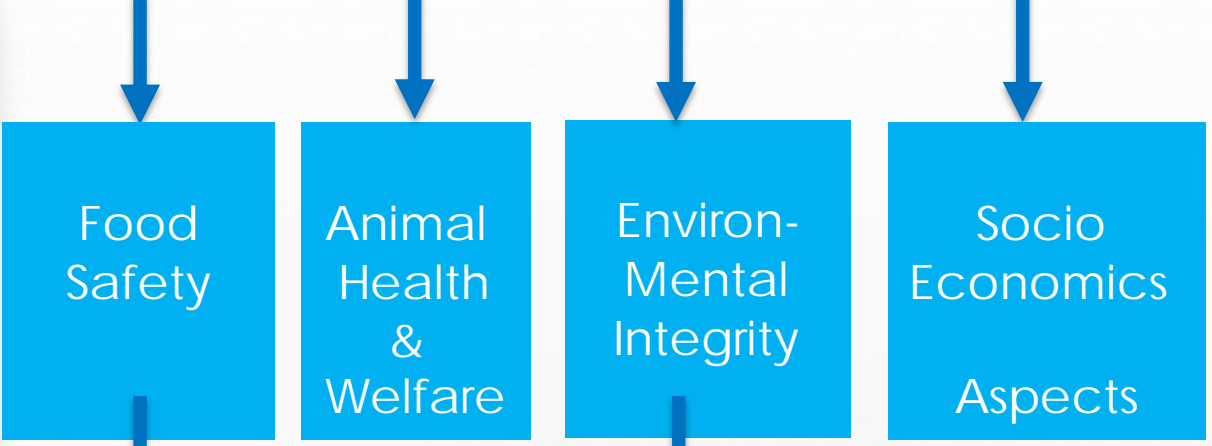 Food
Safety
Animal
Health
&
Welfare
Environ-
Mental
Integrity
Socio
Economics
Aspects